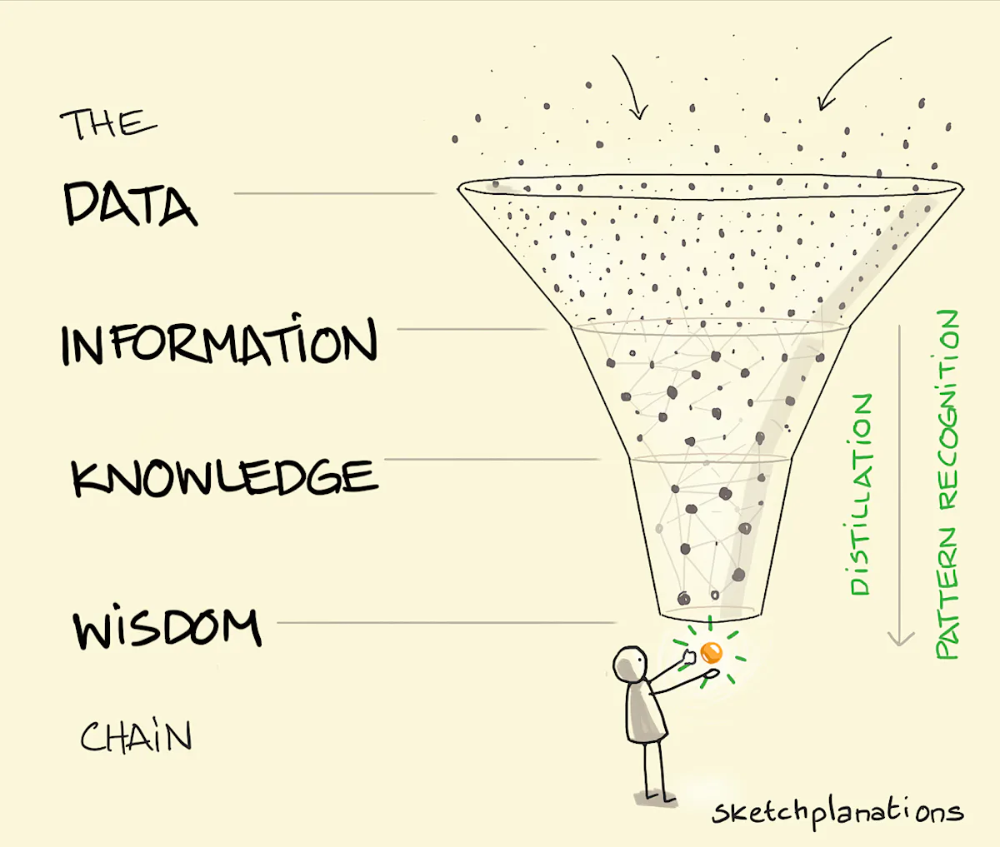 THE
DATA
INFORMATION
KNOWLEDGE
WISDOM
CHAIN
DISTILLATION
PATTERN RECOGNITION
sketchplanations